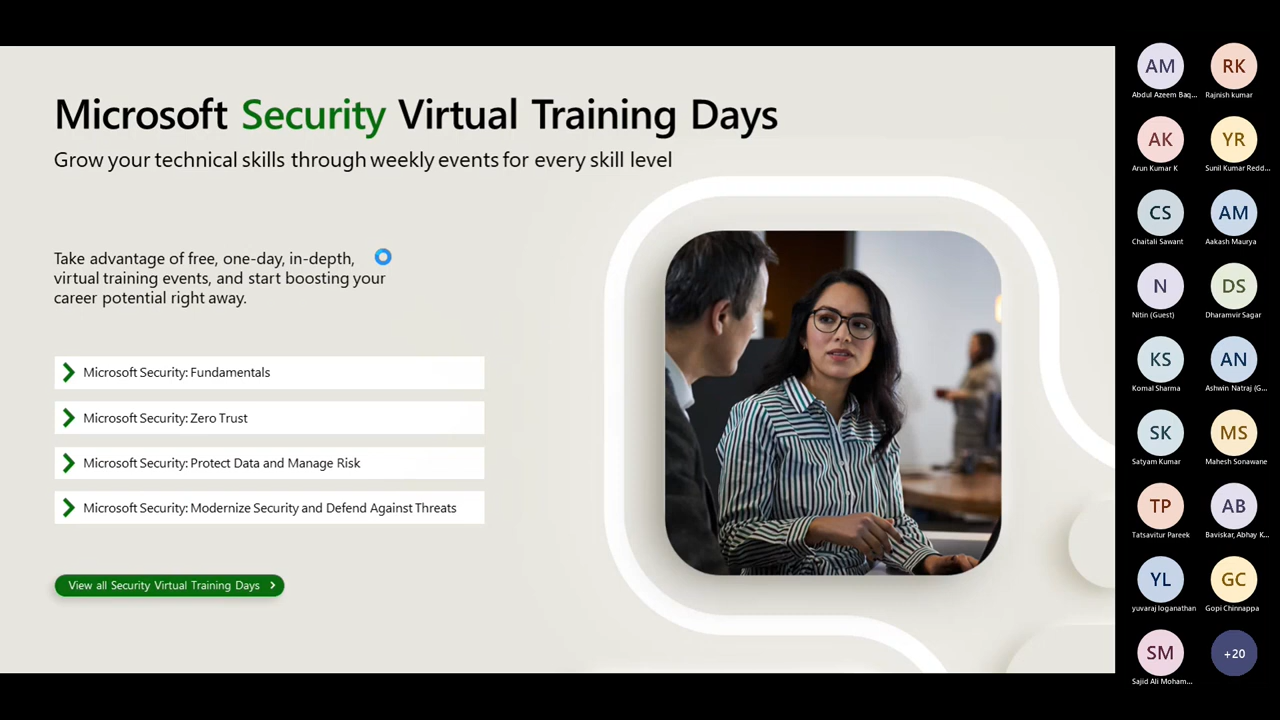 Microsoft Security Virtual Training Days
Grow your technical skills through weekly events for every skill level
Take advantage of free, one-day, in-depth,
virtual training events, and start boosting your
career potential right away.
Microsoft Security: Fundamentals
Microsoft Security: Zero Trust
Microsoft Security: Protect Data and Manage Risk
Microsoft Security: Modernize Security and Defend Against Threats
View all Security Virtual Training Days
AM
Abdul Azeem Baq...
RK
Rajnish kumar
AK
Arun Kumar K
YR
Sunil Kumar Redd...
CS
Chaitali Sawant
AM
Aakash Maurya
N
Nitin (Guest)
DS
Dharamvir Sagar
KS
Komal Sharma
AN
Ashwin Natraj (G...
SK
Satyam Kumar
MS
Mahesh Sonawane
TP
Tatsavitur Pareek
AB
Baviskar, Abhay K...
YL
yuvaraj loganathan
GC
Gopi Chinnappa
SM
Sajid Ali Moham...
+20